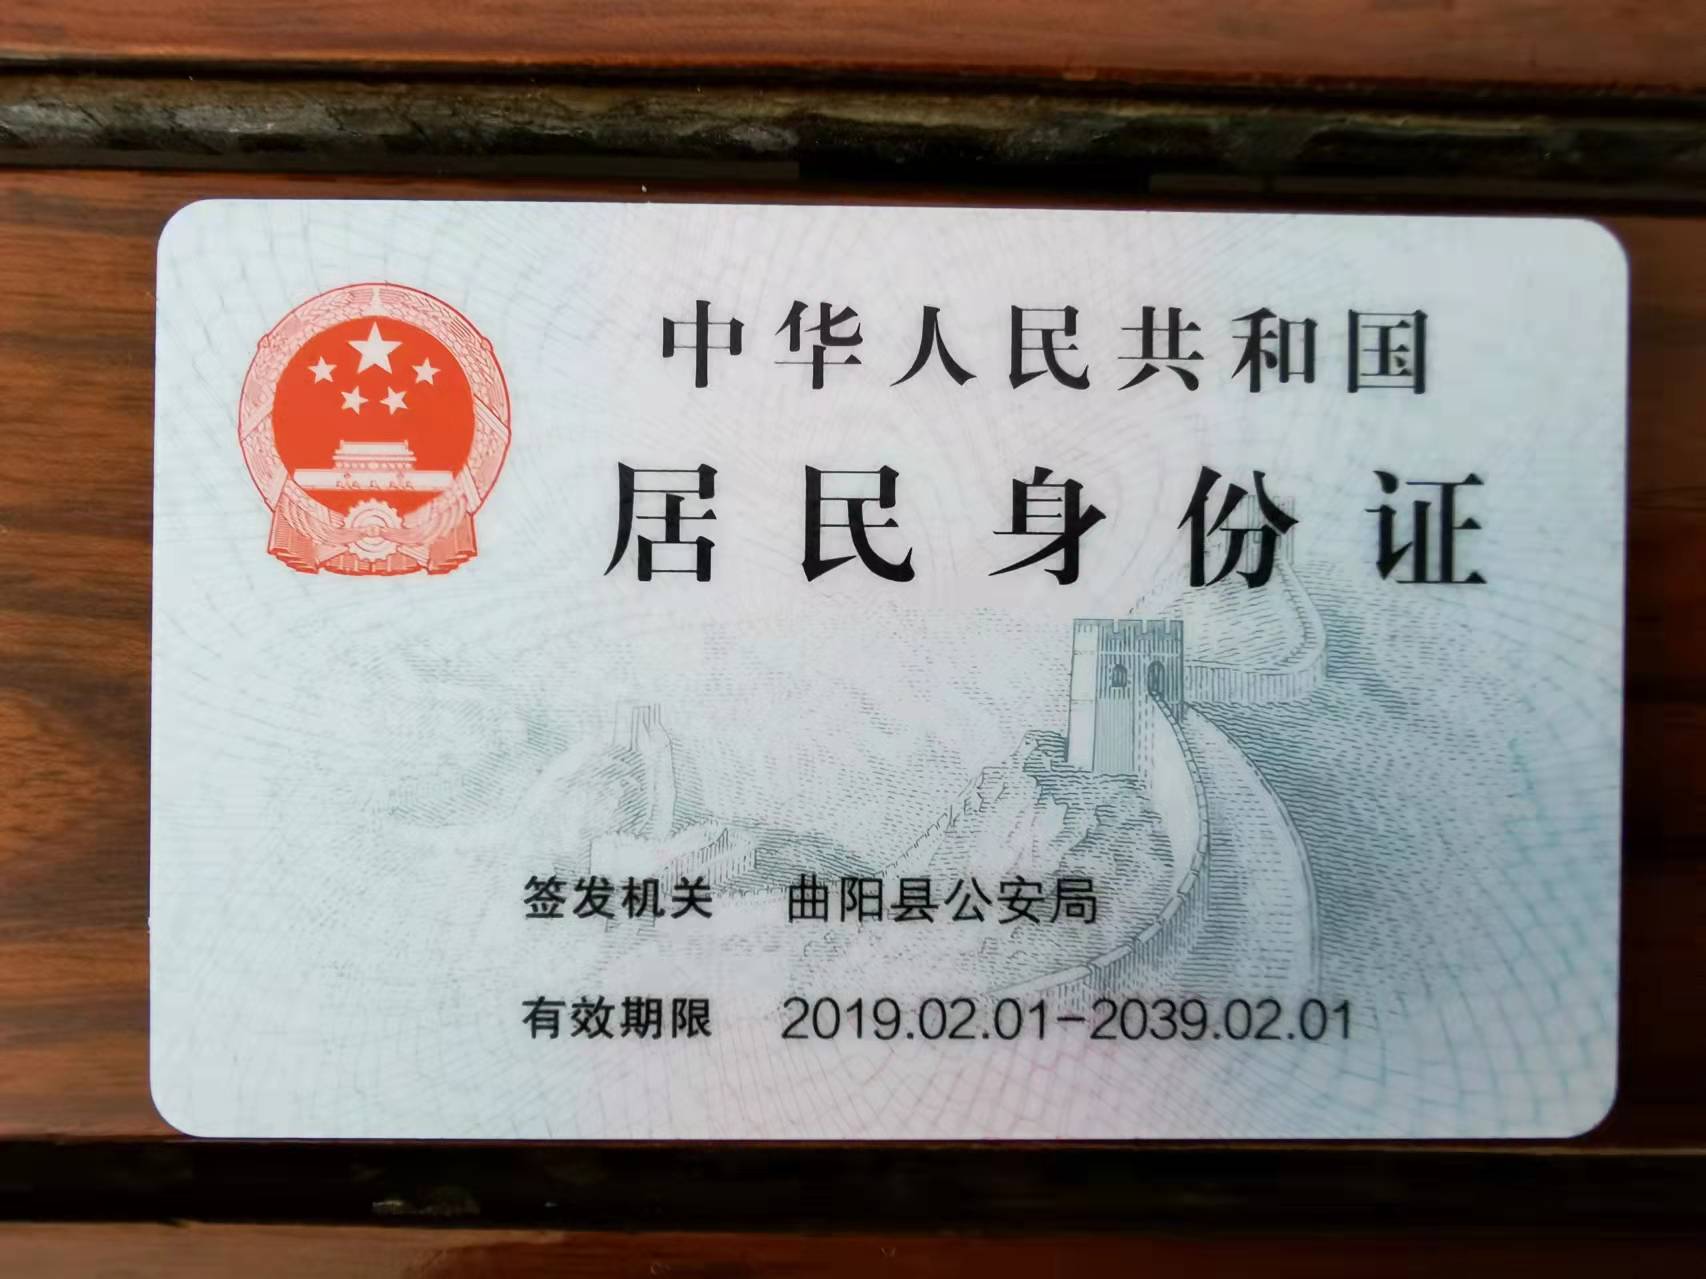 中华人民共和国
居民身份证
签发机关 曲阳县公安局
有效期限 2019.02.01-2039.02.01